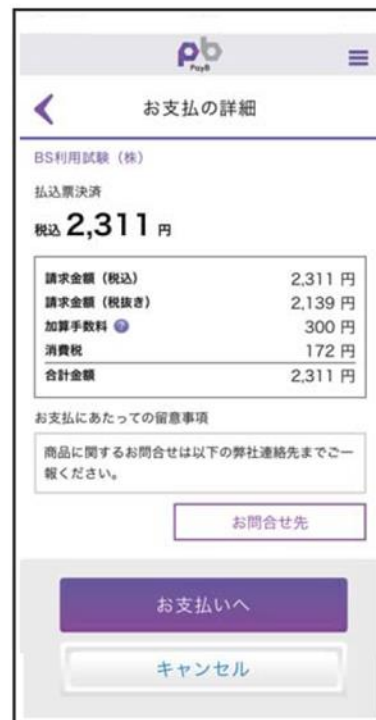 pb
PayB
お支払の詳細
BS利用試験（株）
払込票決済
税込 2,311 円
請求金額（税込） 2,311 円
請求金額（税抜き） 2,139 円
加算手数料 ? 300 円
消費税 172 円
合計金額 2,311 円
お支払にあたっての留意事項
商品に関するお問合せは以下の弊社連絡先までご一
報ください。
お問合せ先
お支払いへ
キャンセル